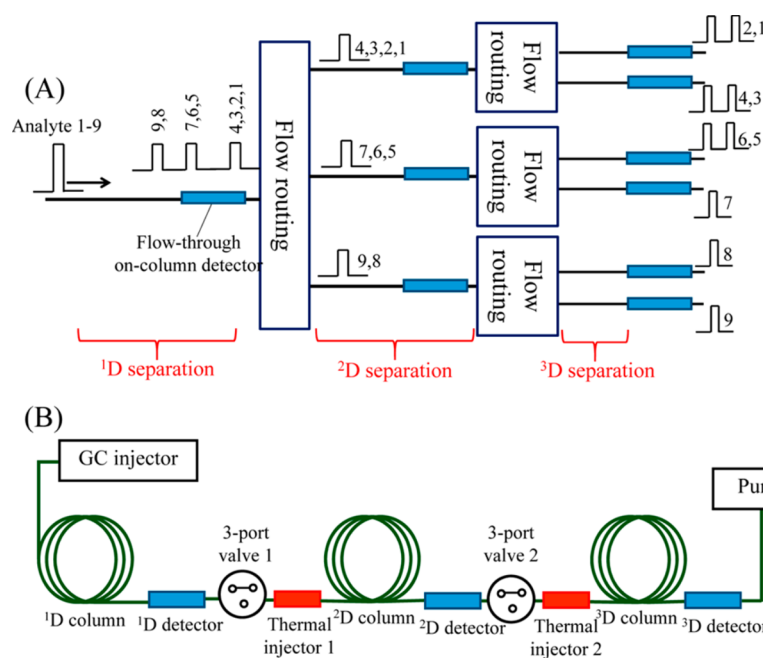 (A)
Analyte 1-9
9,8
7,6,5
4,3,2,1
Flow-through
on-column detector
Flow routing
4,3,2,1
7,6,5
9,8
Flow
routing
Flow
routing
Flow
routing
2,1
4,3
6,5
7
8
9
¹D separation
²D separation
³D separation
(B)
GC injector
3-port
valve 1
3-port
valve 2
¹D column
¹D detector
Thermal
injector 1
²D column
²D detector
Thermal
injector 2
³D column
³D detector